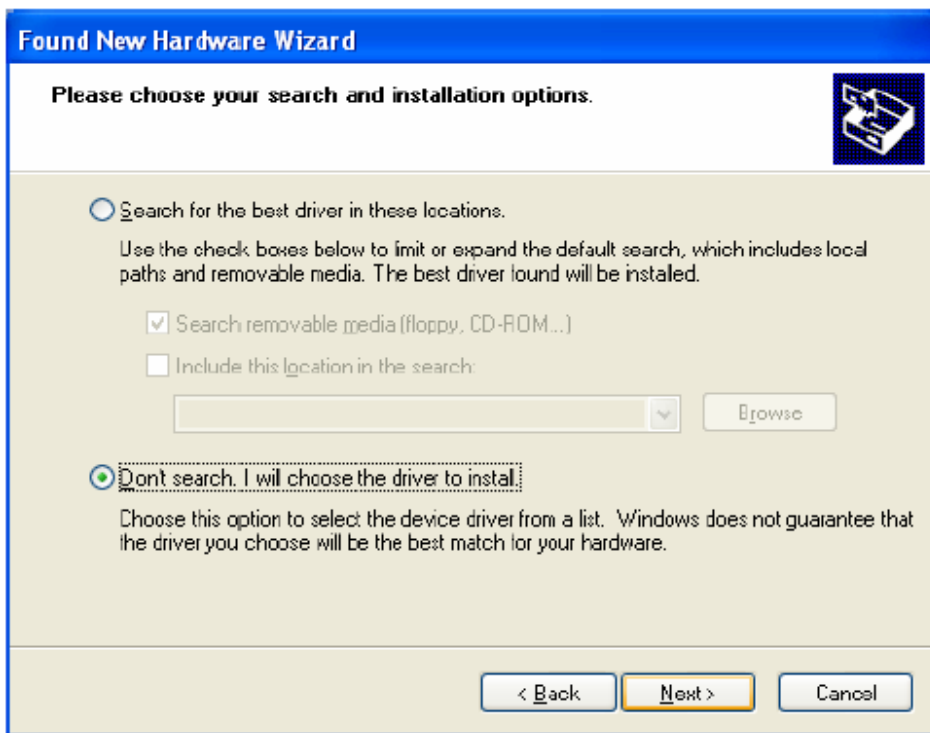 Found New Hardware Wizard
Please choose your search and installation options.
Search for the best driver in these locations.
Use the check boxes below to limit or expand the default search, which includes local
paths and removable media. The best driver found will be installed.
Search removable media (floppy, CD-ROM...)
Include this location in the search:
Browse
Don't search. I will choose the driver to install.
Choose this option to select the device driver from a list. Windows does not guarantee that
the driver you choose will be the best match for your hardware.
< Back
Next >
Cancel